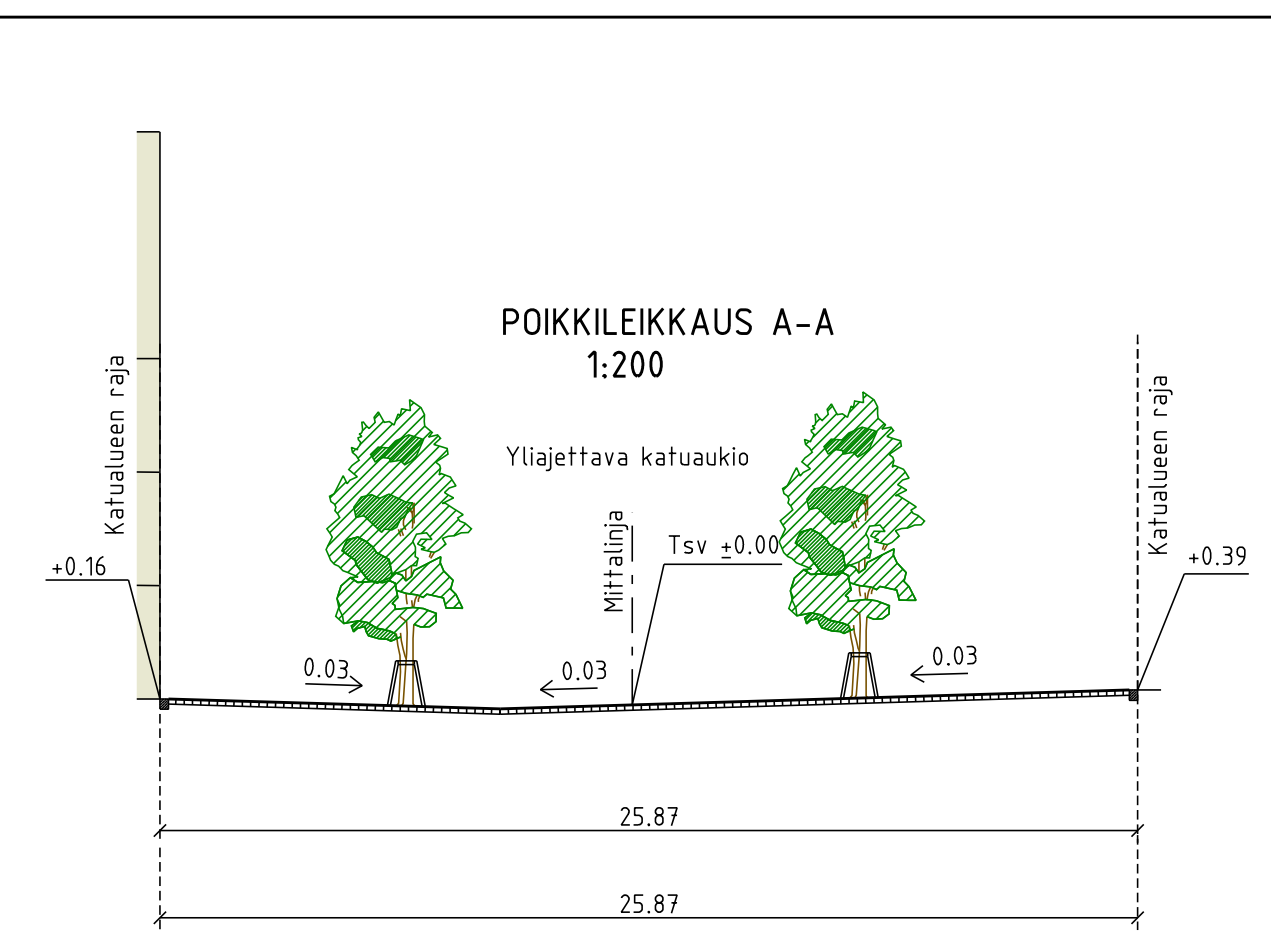 POIKKILEIKKAUS A-A
1:200
Katualueen raja
Yliajettava katuaukio
Katualueen raja
Mittalinja
Tsv ±0.00
+0.16
+0.39
0.03
0.03
0.03
25.87
25.87